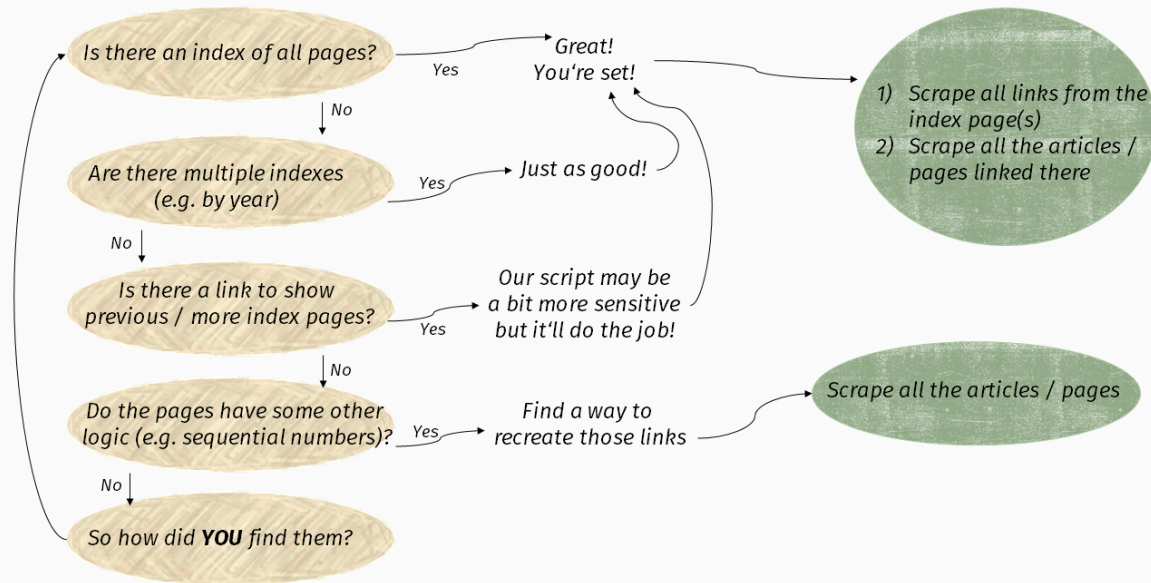 Is there an index of all pages?
Yes
Great!
You‘re set!
1) Scrape all links from the
index page(s)
2) Scrape all the articles /
pages linked there
No
Are there multiple indexes
(e.g. by year)
Yes
Just as good!
No
Is there a link to show
previous / more index pages?
Yes
Our script may be
a bit more sensitive
but it‘ll do the job!
No
Do the pages have some other
logic (e.g. sequential numbers)?
Yes
Find a way to
recreate those links
Scrape all the articles / pages
No
So how did YOU find them?